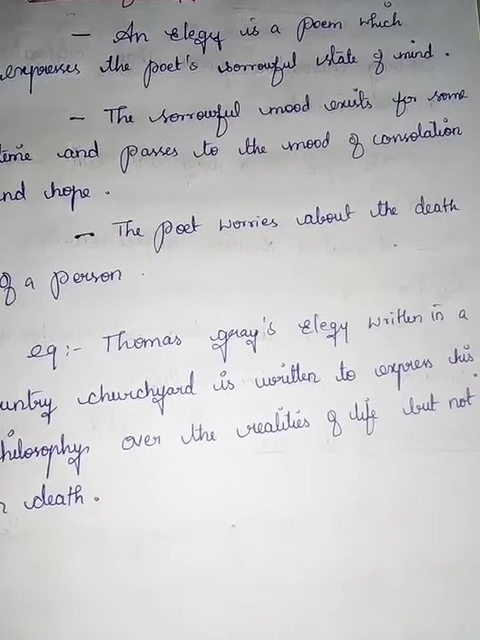 - An Elegy is a poem which
expresses the poet's sorrowful state of mind.
- The sorrowful mood exists for some
time and passes to the mood of consolation
and hope.
- The poet worries about the death
of a person.
eg:- Thomas gray's Elegy written in a
untry churchyard is written to express his
hilosophy over the realities of life but not
death.